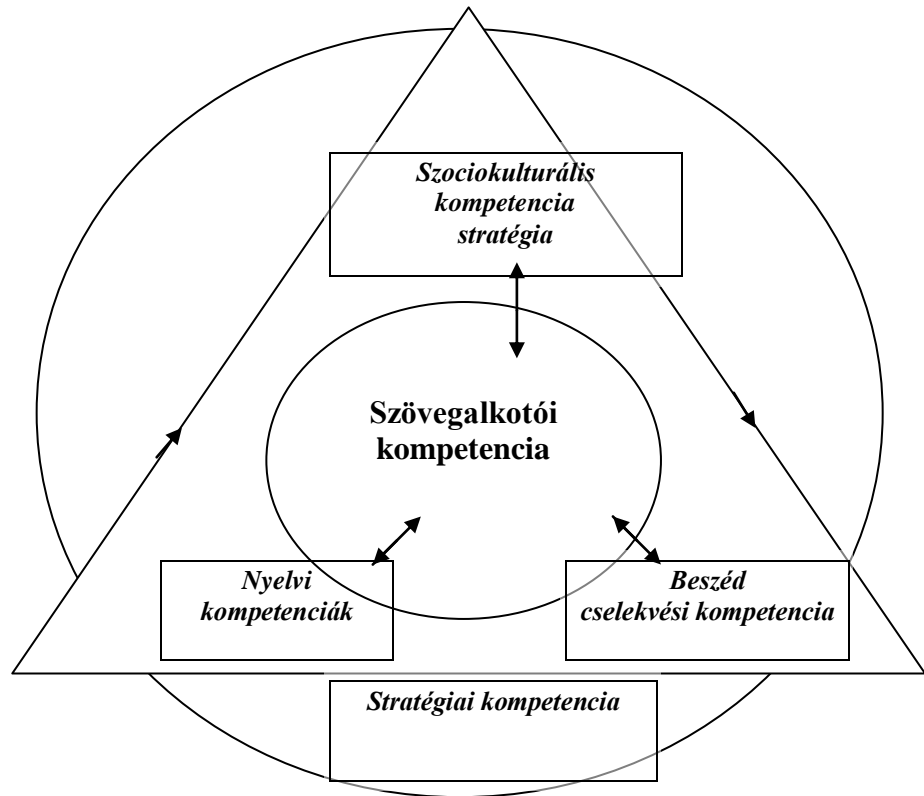 Szociokulturális
kompetencia
stratégia
Szövegalkotói
kompetencia
Nyelvi
kompetenciák
Beszéd
cselekvési kompetencia
Stratégiai kompetencia